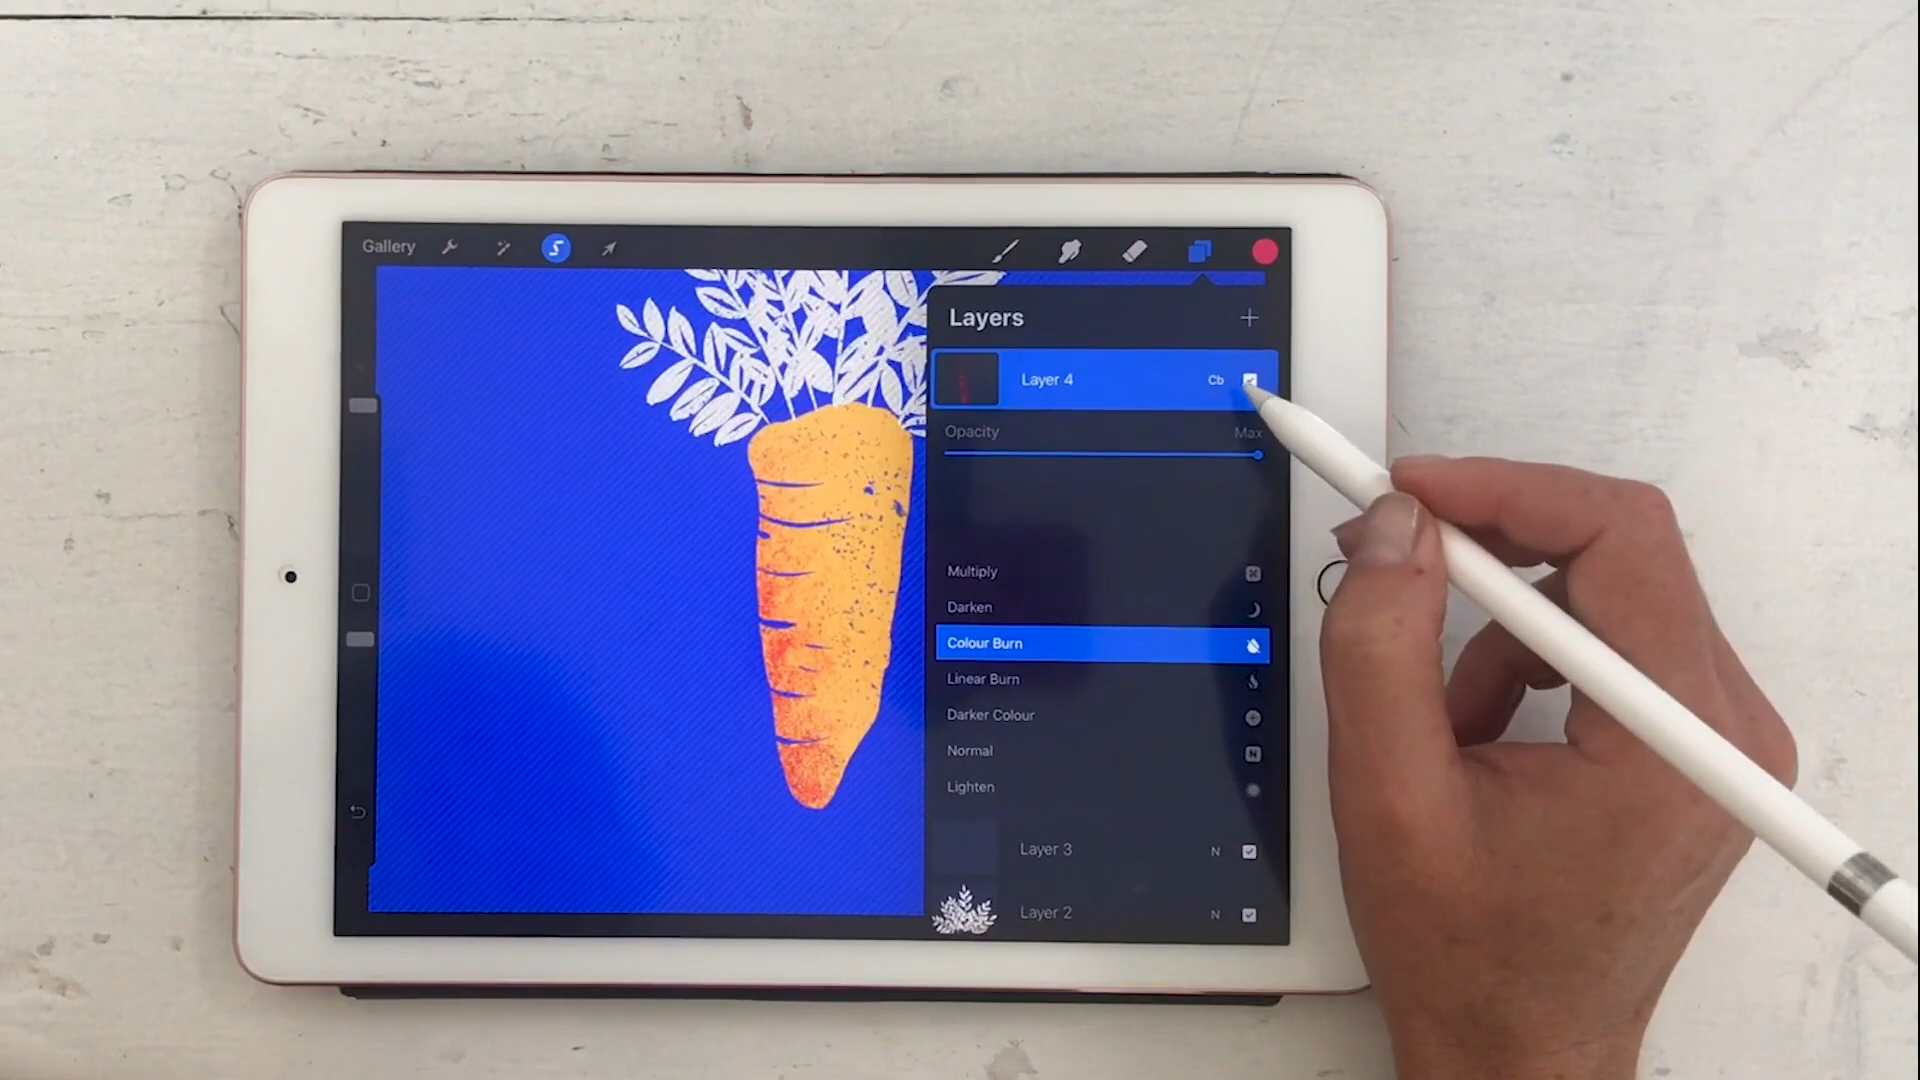 Gallery
Layers
Layer 4 Cb
Opacity Max
Multiply
Darken
Colour Burn
Linear Burn
Darker Colour
Normal N
Lighten
Layer 3 N
Layer 2 N